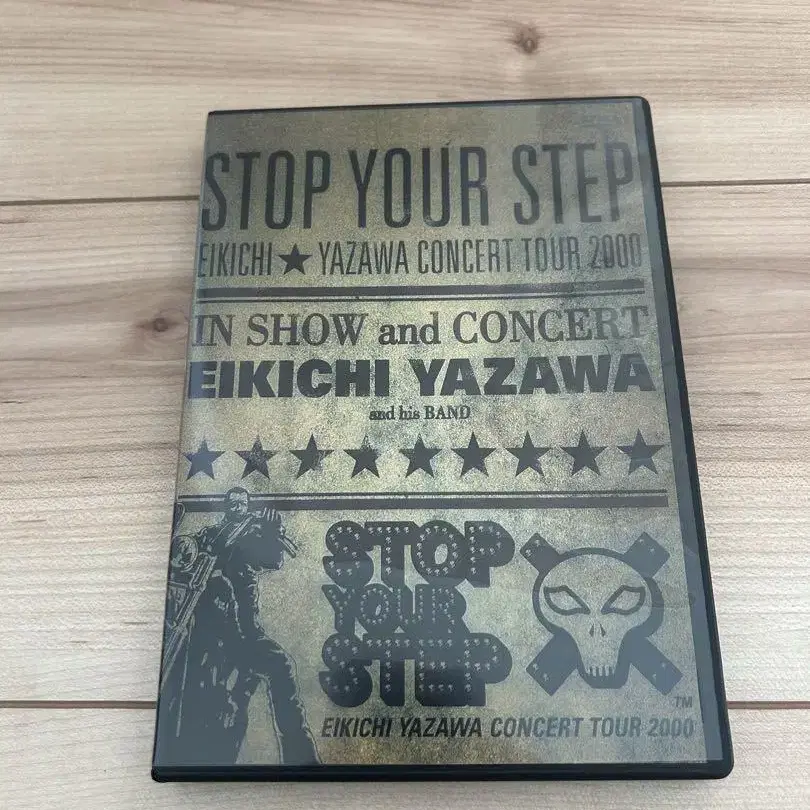 STOP YOUR STEP
EIKICHI ★ YAZAWA CONCERT TOUR 2000
IN SHOW and CONCERT
EIKICHI YAZAWA
and his BAND
STOP
YOUR
STEP
TM
EIKICHI YAZAWA CONCERT TOUR 2000